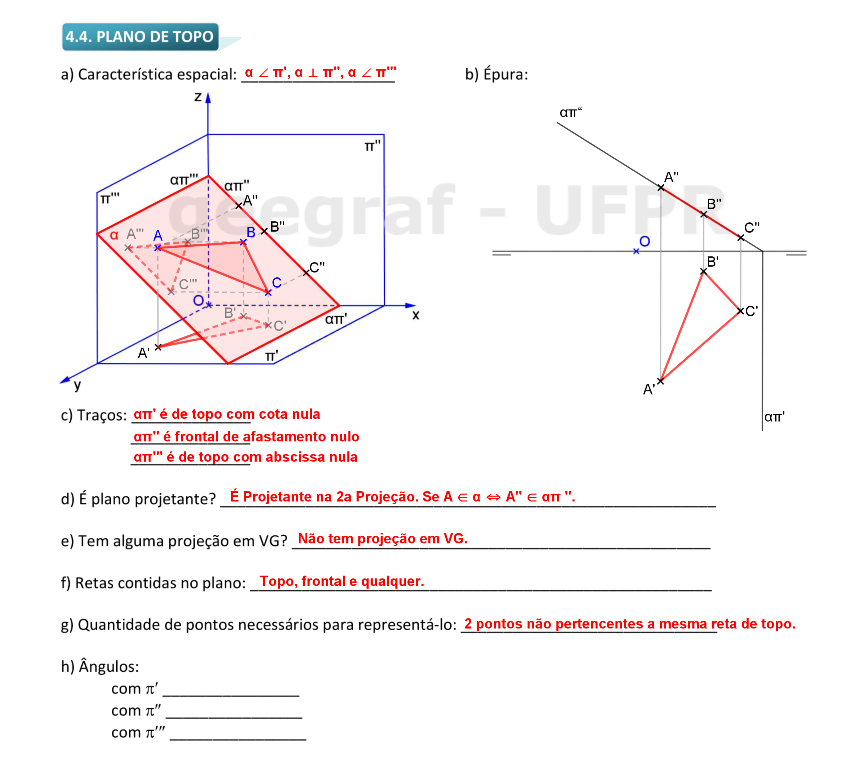 4.4. PLANO DE TOPO
a) Característica espacial: α ∠ π', α ⊥ π", α ∠ π'"
b) Épura:
z
απ"
π"
απ'"
απ"
A"
A"
π'"
B"
geegraf - UFPR
C"
α
A'"
A
B'"
B
B"
O
B'
C"
C'"
C
O
B'
C'
απ'
x
C'
A'
π'
A'
y
απ'
c) Traços: απ' é de topo com cota nula
απ" é frontal de afastamento nulo
απ'" é de topo com abscissa nula
d) É plano projetante? É Projetante na 2a Projeção. Se A ∈ α ⇔ A" ∈ απ ".
e) Tem alguma projeção em VG? Não tem projeção em VG.
f) Retas contidas no plano: Topo, frontal e qualquer.
g) Quantidade de pontos necessários para representá-lo: 2 pontos não pertencentes a mesma reta de topo.
h) Ângulos:
com π'
com π"
com π'"